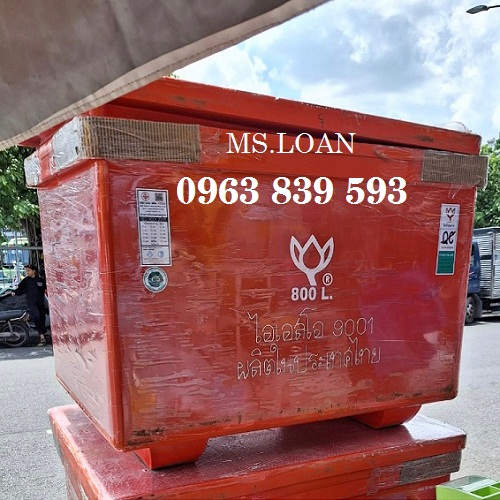 MS.LOAN
0963 839 593
®
800 L.
ไอเอสโอ 9001
ผลิตในประเทศไทย